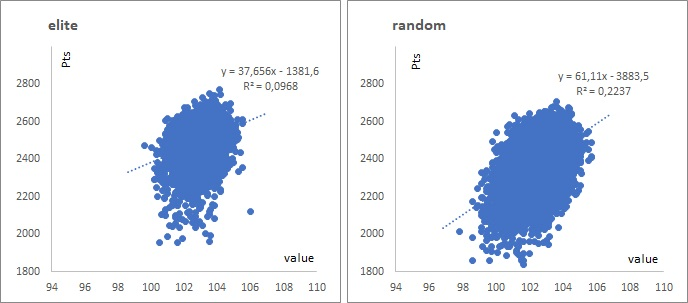 elite
Pts
y = 37,656x - 1381,6
R² = 0,0968
2800
2600
2400
2200
2000
1800
value
94 96 98 100 102 104 106 108 110
random
Pts
y = 61,11x - 3883,5
R² = 0,2237
2800
2600
2400
2200
2000
1800
value
94 96 98 100 102 104 106 108 110